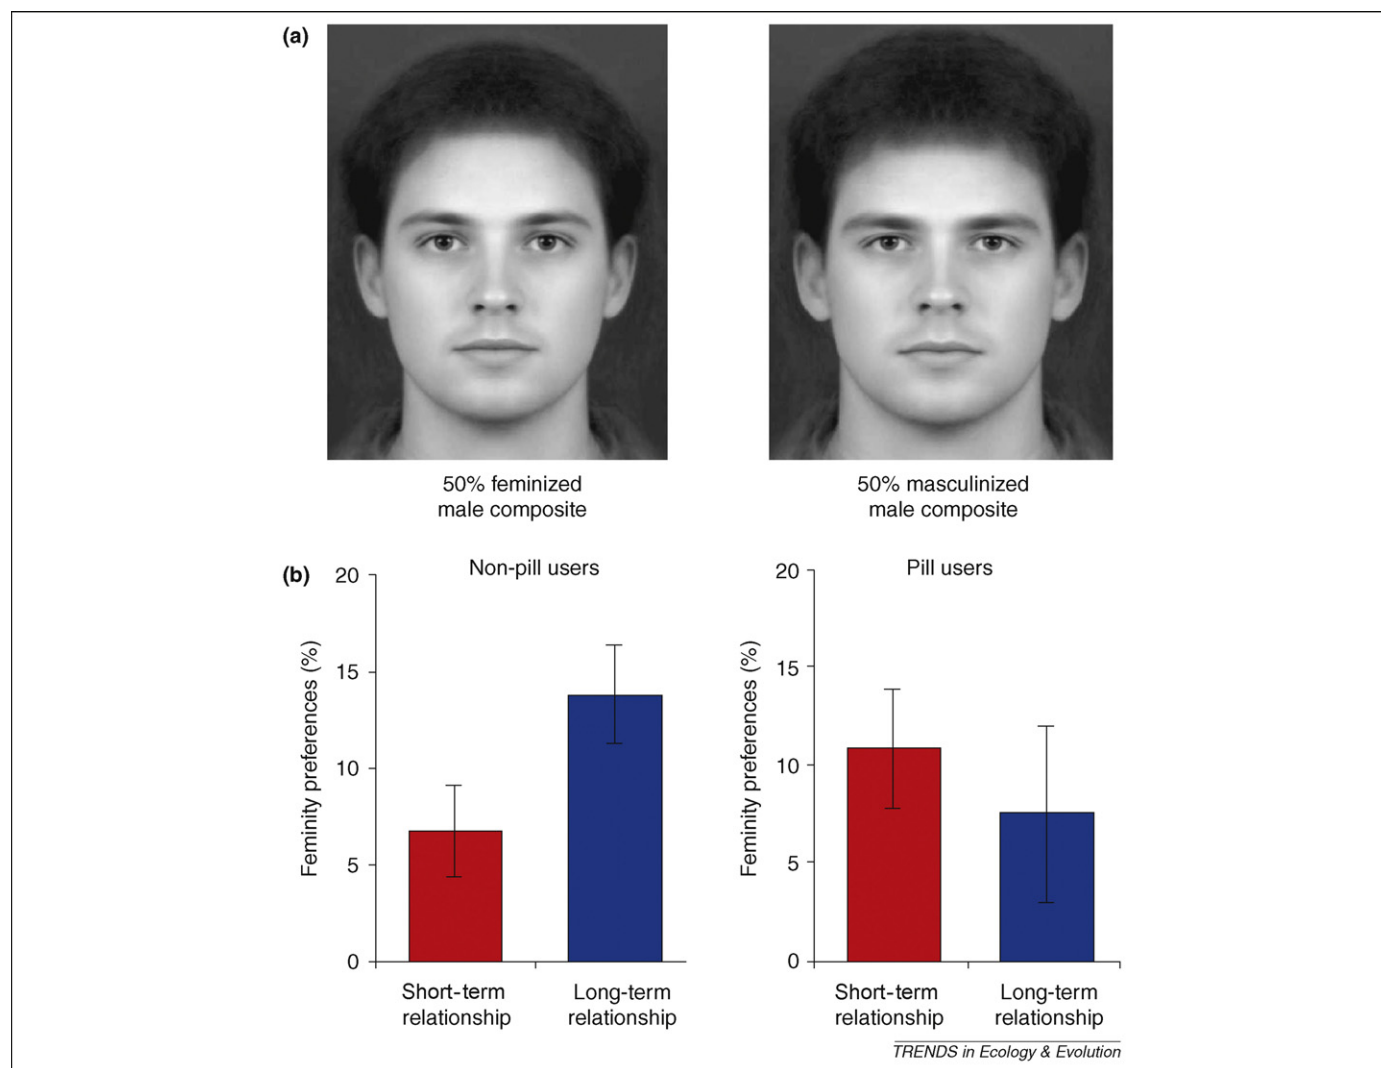 (a)
50% feminized
male composite
50% masculinized
male composite
(b)
Non-pill users
Feminity preferences (%)
20
15
10
5
0
Short-term
relationship
Long-term
relationship
Pill users
Feminity preferences (%)
20
15
10
5
0
Short-term
relationship
Long-term
relationship
TRENDS in Ecology & Evolution